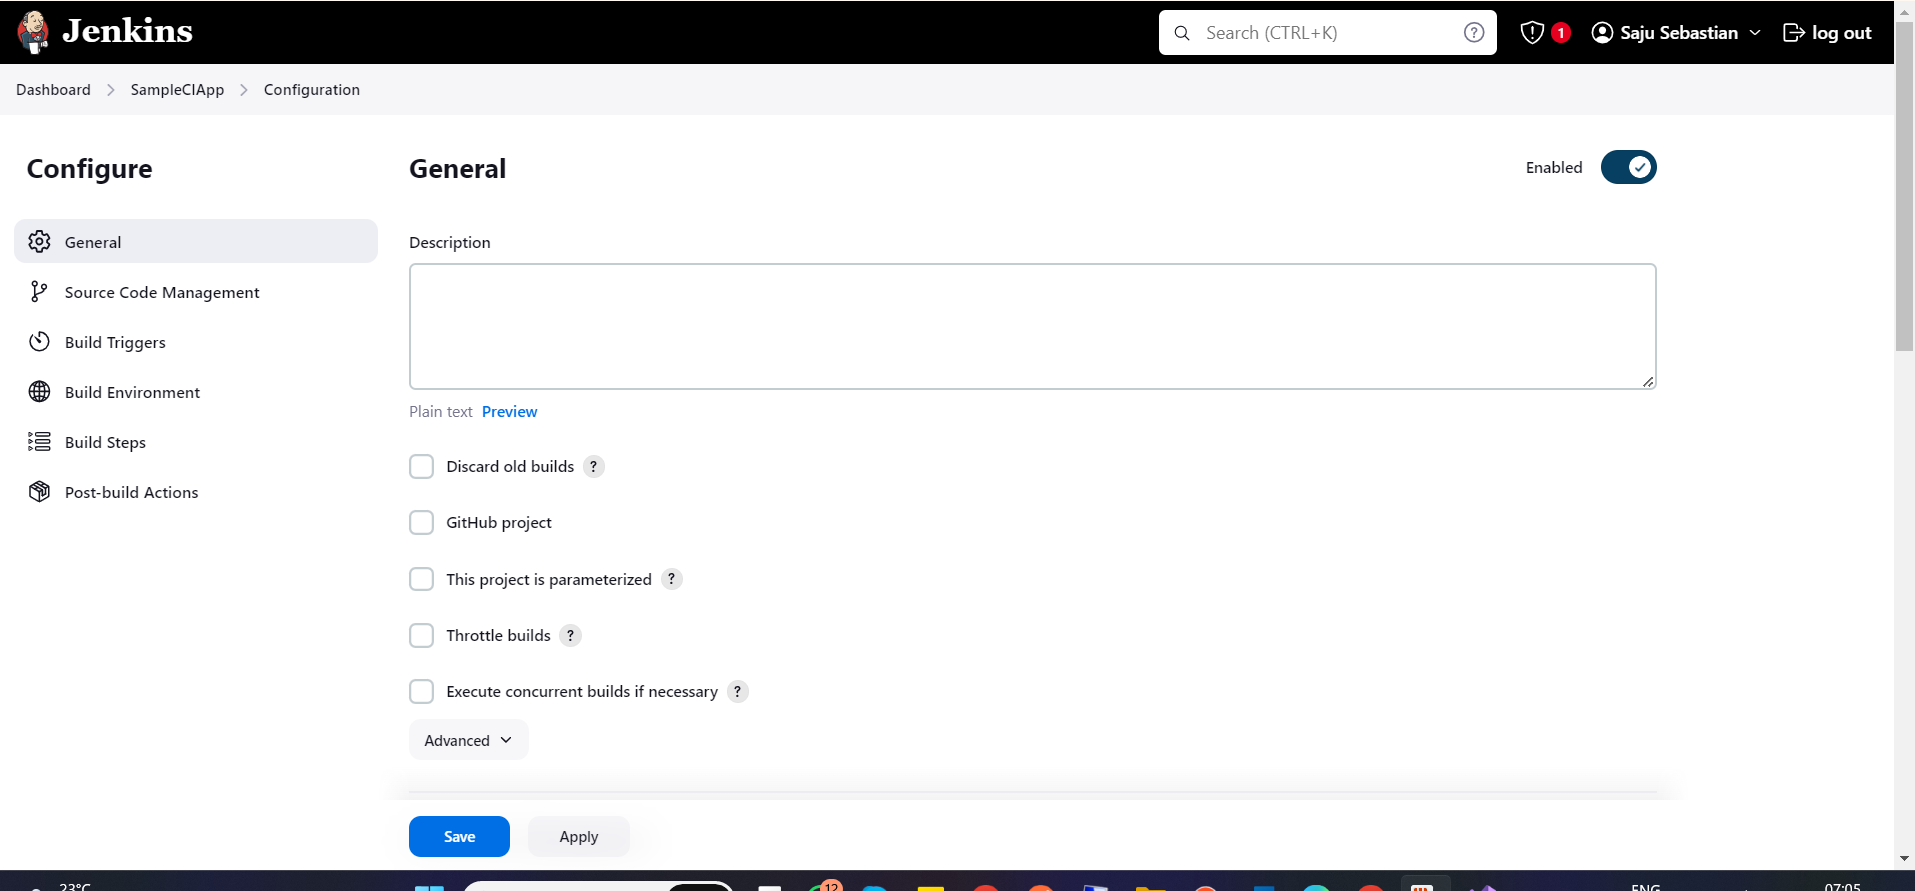 Jenkins
Search (CTRL+K)
?
1
Saju Sebastian
log out
Dashboard
SampleCIApp
Configuration
Configure
General
Source Code Management
Build Triggers
Build Environment
Build Steps
Post-build Actions
General
Enabled
Description
Plain text Preview
Discard old builds ?
GitHub project
This project is parameterized ?
Throttle builds ?
Execute concurrent builds if necessary ?
Advanced
Save
Apply
23°C
12
ENG
07:05